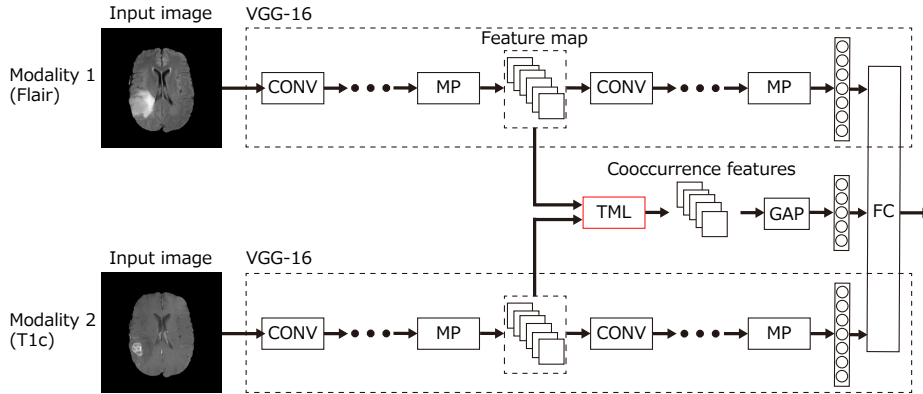 Input image
VGG-16
Modality 1
(Flair)
CONV
MP
Feature map
CONV
MP
Cooccurrence features
TML
GAP
FC
Input image
VGG-16
Modality 2
(T1c)
CONV
MP
CONV
MP